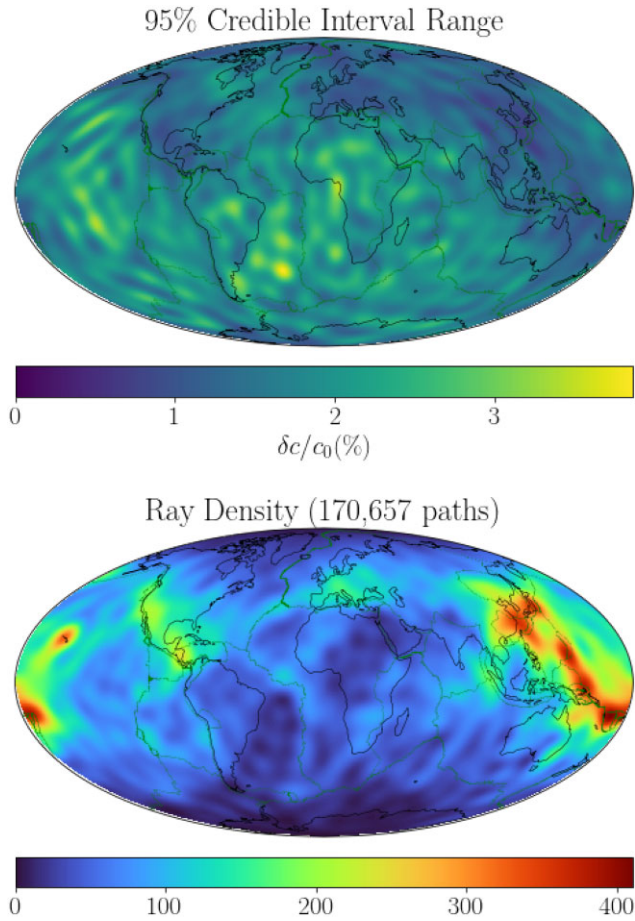 95% Credible Interval Range
0 1 2 3
δc/c₀(%)
Ray Density (170,657 paths)
0 100 200 300 400